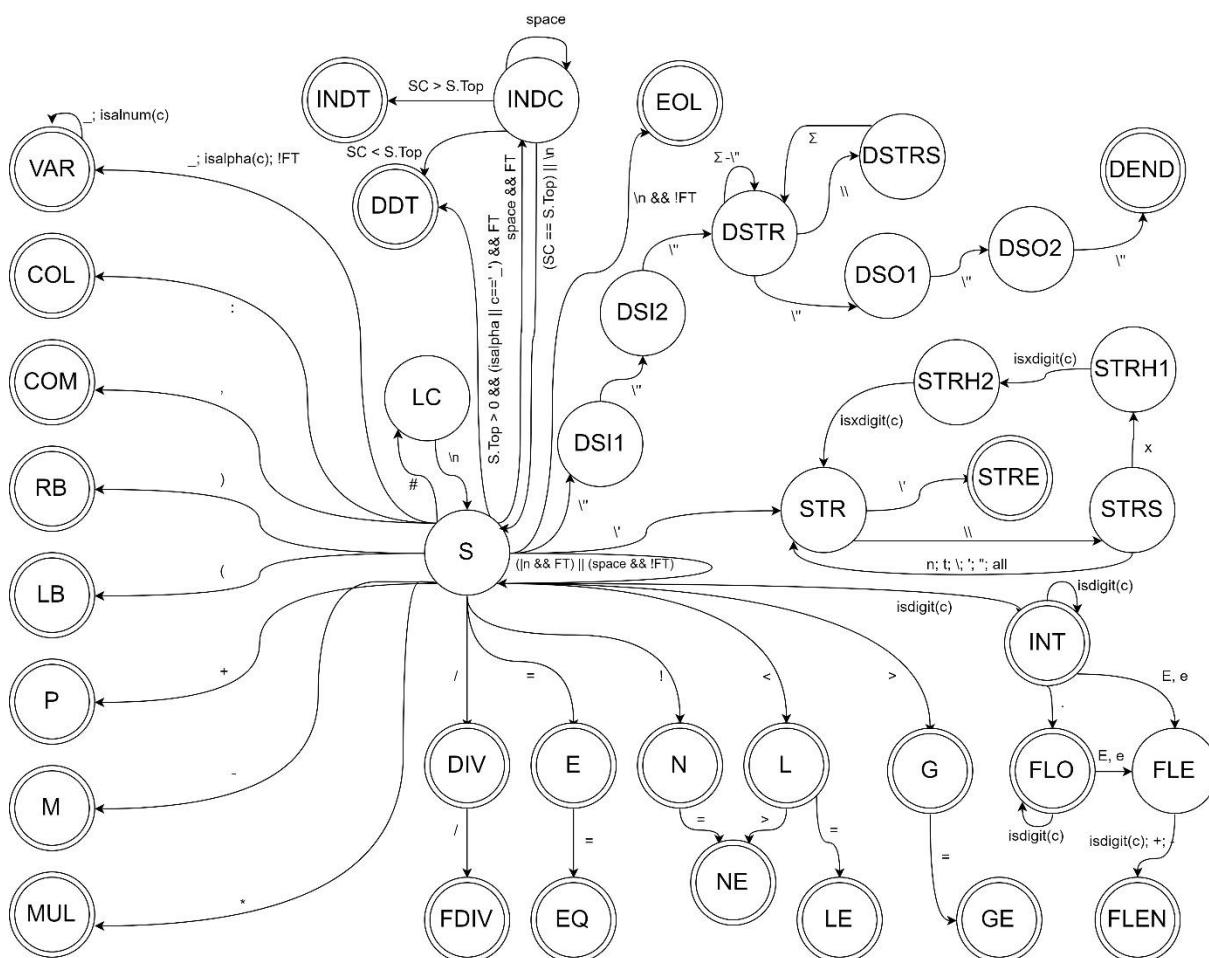 space
INDT
SC > S.Top
INDC
EOL
_; isalnum(c)
VAR
_; isalpha(c); !FT
SC < S.Top
DDT
S.Top > 0 && (isalpha || c=='_') && FT
space && FT
(SC == S.Top) || \n
\n && !FT
Σ -\"
Σ
DSTRS
\\
DSTR
DEND
\"
DSO1
\"
DSO2
\"
\"
DSI2
\"
DSI1
\"
COL
:
COM
,
LC
#
\n
STRH2
isxdigit(c)
STRH1
isxdigit(c)
x
RB
)
STR
\'
STRE
STRS
\\
n; t; \; '; "; all
S
\'
(|n && FT) || (space && !FT)
LB
(
isdigit(c)
isdigit(c)
INT
P
+
/
=
!
<
>
.
E, e
M
-
DIV
E
N
L
G
FLO
E, e
FLE
isdigit(c)
isdigit(c); +; -
/
=
=
>
=
=
MUL
*
FDIV
EQ
NE
LE
GE
FLEN